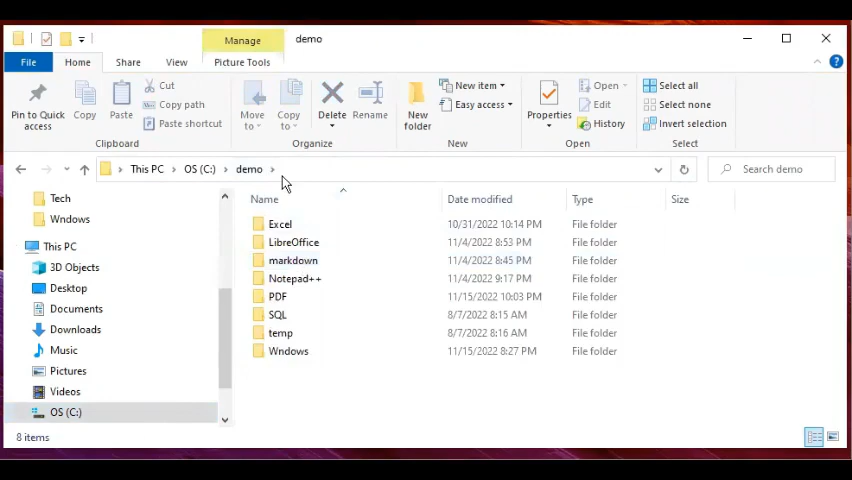 Manage
demo
File
Home
Share
View
Picture Tools
Pin to Quick access
Copy
Paste
Cut
Copy path
Paste shortcut
Clipboard
Move to
Copy to
Delete
Rename
Organize
New folder
New item
Easy access
New
Properties
Open
Edit
History
Open
Select all
Select none
Invert selection
Select
This PC
OS (C:)
demo
Search demo
Name
Date modified
Type
Size
Tech
Wndows
This PC
3D Objects
Desktop
Documents
Downloads
Music
Pictures
Videos
OS (C:)
Excel 10/31/2022 10:14 PM File folder
LibreOffice 11/4/2022 8:53 PM File folder
markdown 11/4/2022 8:45 PM File folder
Notepad++ 11/4/2022 9:17 PM File folder
PDF 11/15/2022 10:03 PM File folder
SQL 8/7/2022 8:15 AM File folder
temp 8/7/2022 8:16 AM File folder
Wndows 11/15/2022 8:27 PM File folder
8 items